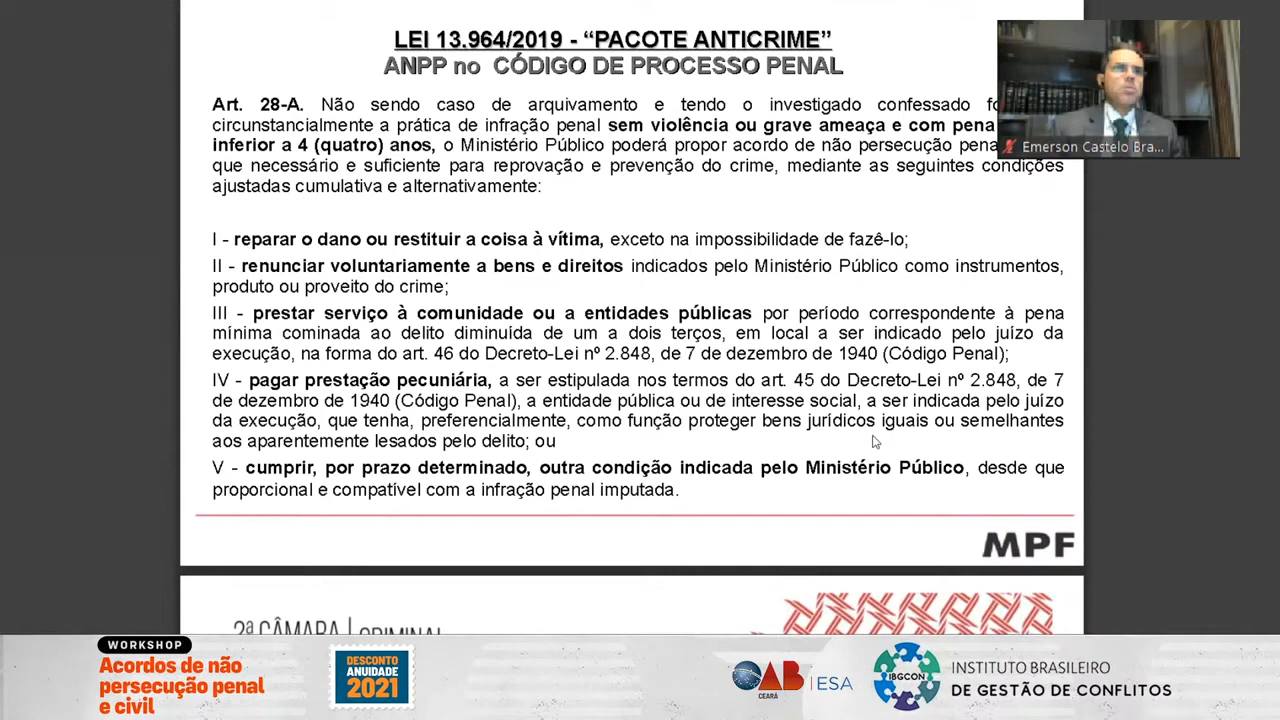 LEI 13.964/2019 - “PACOTE ANTICRIME”
ANPP no CÓDIGO DE PROCESSO PENAL
Art. 28-A. Não sendo caso de arquivamento e tendo o investigado confessado
circunstancialmente a prática de infração penal sem violência ou grave ameaça e com pena
inferior a 4 (quatro) anos, o Ministério Público poderá propor acordo de não persecução
que necessário e suficiente para reprovação e prevenção do crime, mediante as seguintes condições
ajustadas cumulativa e alternativamente:
I - reparar o dano ou restituir a coisa à vítima, exceto na impossibilidade de fazê-lo;
II - renunciar voluntariamente a bens e direitos indicados pelo Ministério Público como instrumentos,
produto ou proveito do crime;
III - prestar serviço à comunidade ou a entidades públicas por período correspondente à pena
mínima cominada ao delito diminuída de um a dois terços, em local a ser indicado pelo juízo da
execução, na forma do art. 46 do Decreto-Lei nº 2.848, de 7 de dezembro de 1940 (Código Penal);
IV - pagar prestação pecuniária, a ser estipulada nos termos do art. 45 do Decreto-Lei nº 2.848, de 7
de dezembro de 1940 (Código Penal), a entidade pública ou de interesse social, a ser indicada pelo juízo
da execução, que tenha, preferencialmente, como função proteger bens jurídicos iguais ou semelhantes
aos aparentemente lesados pelo delito; ou
V - cumprir, por prazo determinado, outra condição indicada pelo Ministério Público, desde que
proporcional e compatível com a infração penal imputada.
MPF
Emerson Castelo Bra...
2ª CÂMARA | CRIMINAL
WORKSHOP
Acordos de não
persecução penal
e civil
DESCONTO
ANUIDADE
2021
OAB | ESA
CEARÁ
IBGCON
INSTITUTO BRASILEIRO
DE GESTÃO DE CONFLITOS